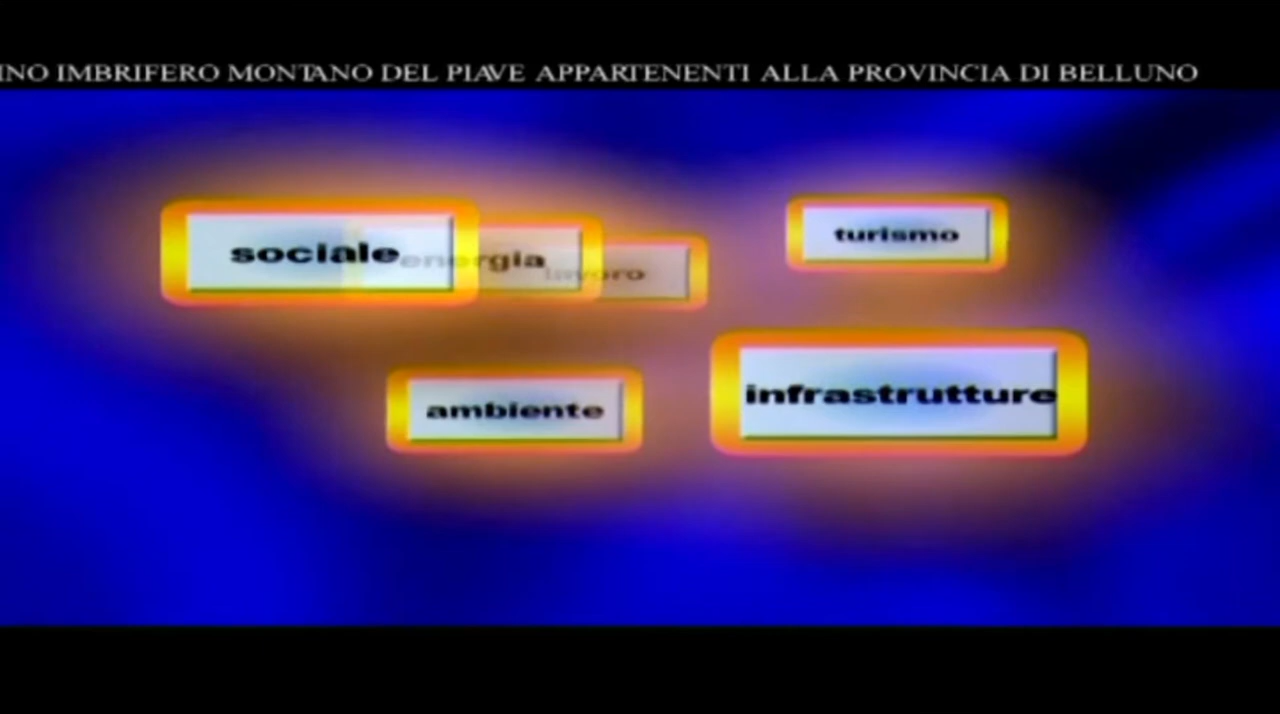 INO IMBRIFERO MONTANO DEL PIAVE APPARTENENTI ALLA PROVINCIA DI BELLUNO
turismo
sociale
energia
lavoro
infrastrutture
ambiente